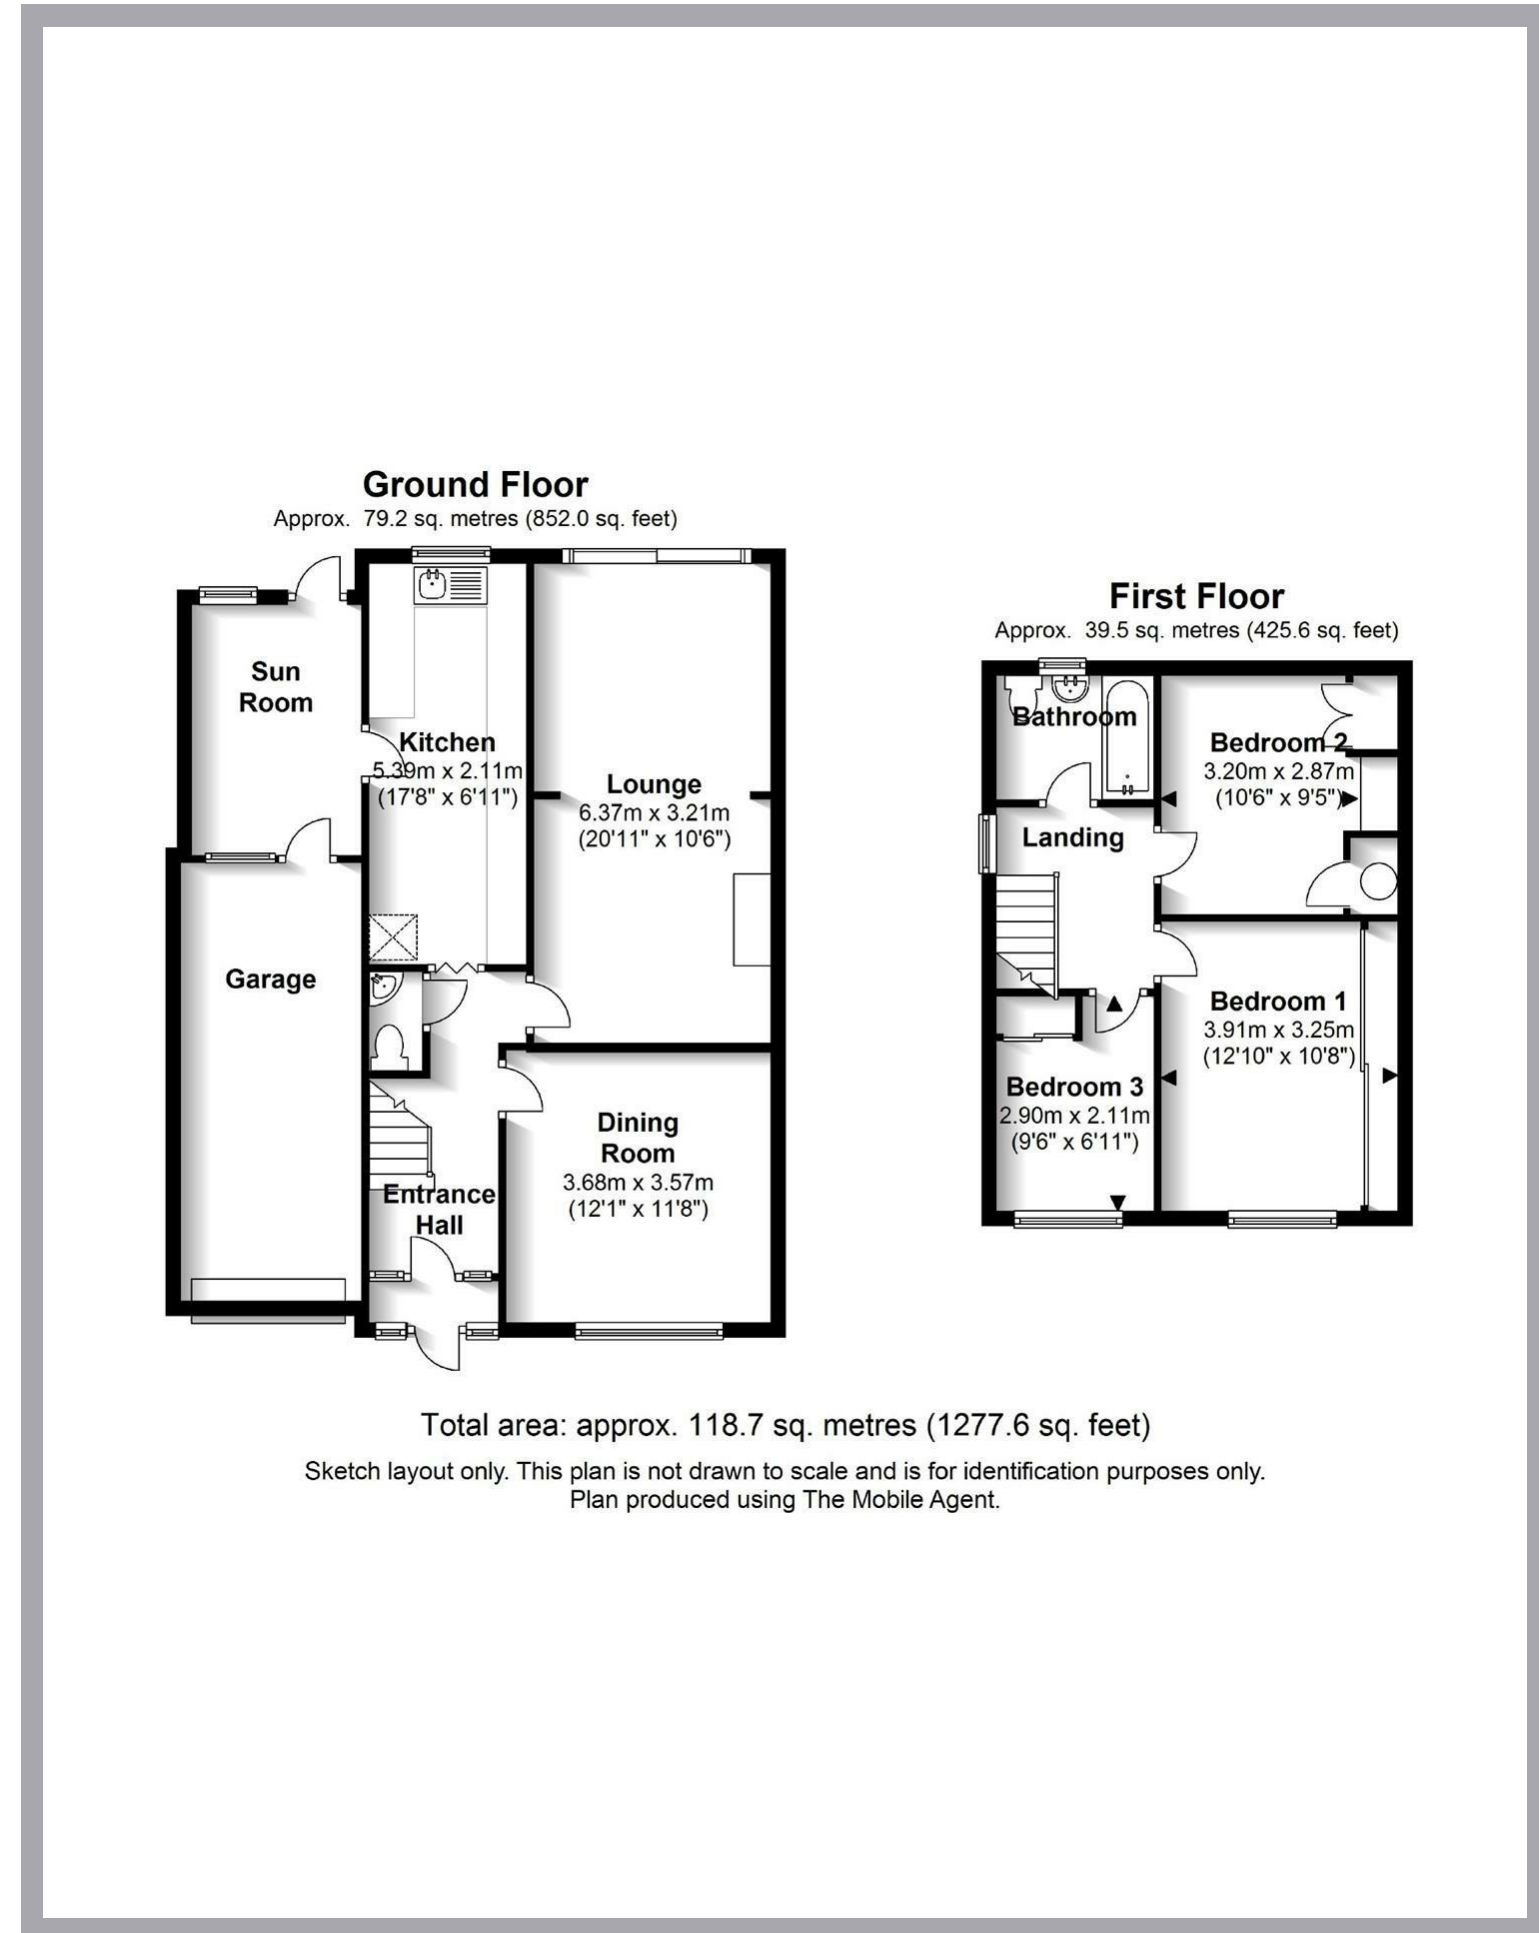 Ground Floor
Approx. 79.2 sq. metres (852.0 sq. feet)
Sun
Room
Kitchen
5.39m x 2.11m
(17'8" x 6'11")
Lounge
6.37m x 3.21m
(20'11" x 10'6")
Garage
Dining
Room
3.68m x 3.57m
(12'1" x 11'8")
Entrance
Hall
First Floor
Approx. 39.5 sq. metres (425.6 sq. feet)
Bathroom
Bedroom 2
3.20m x 2.87m
(10'6" x 9'5")
Landing
Bedroom 1
3.91m x 3.25m
(12'10" x 10'8")
Bedroom 3
2.90m x 2.11m
(9'6" x 6'11")
Total area: approx. 118.7 sq. metres (1277.6 sq. feet)
Sketch layout only. This plan is not drawn to scale and is for identification purposes only.
Plan produced using The Mobile Agent.